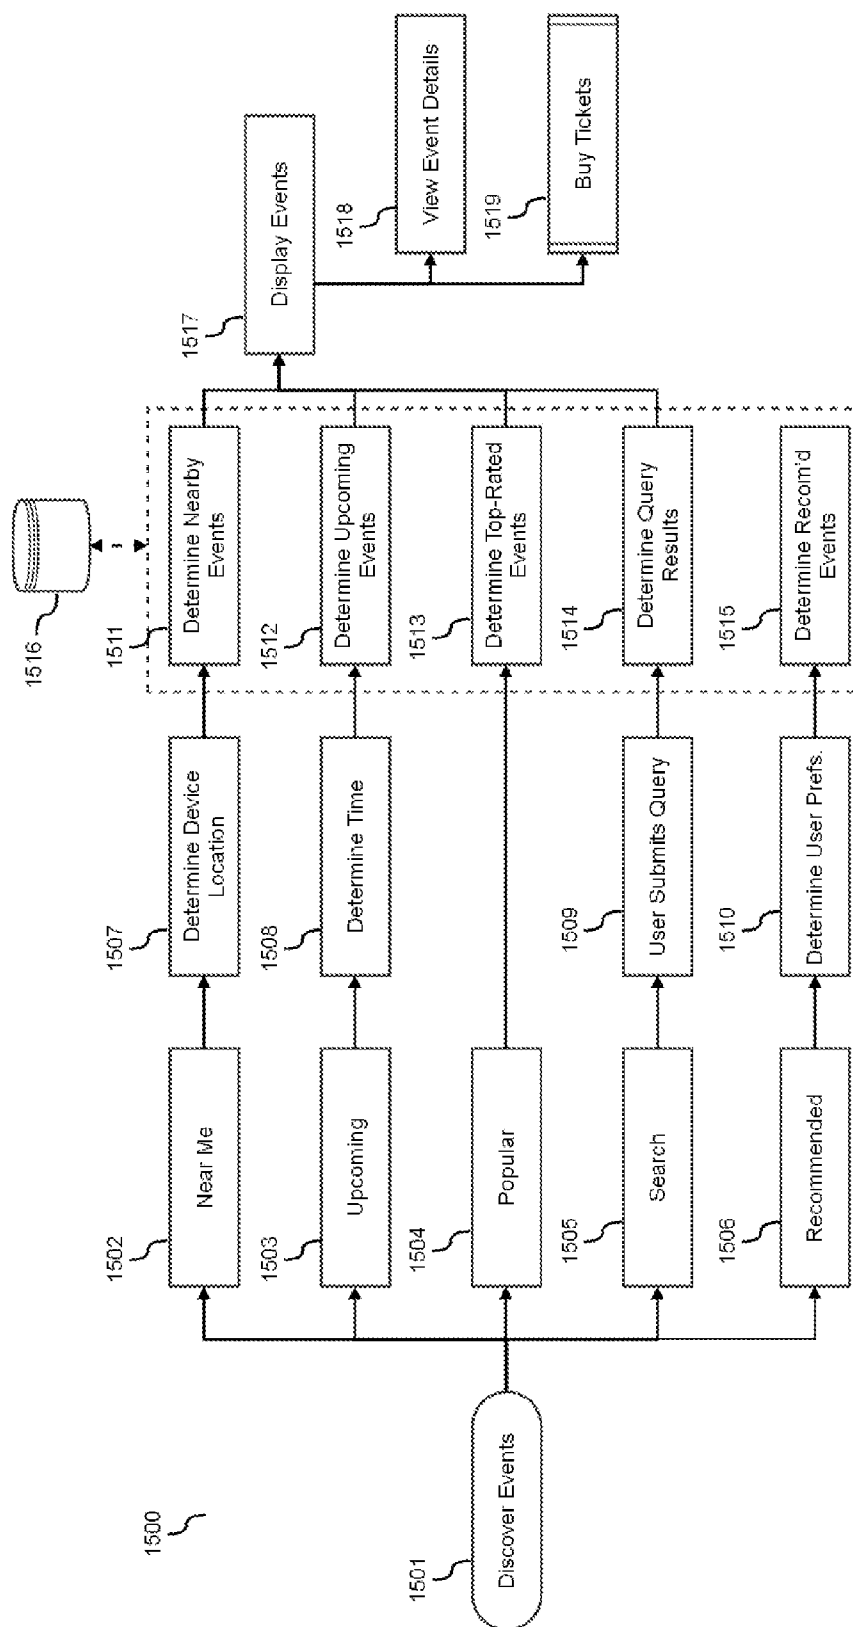 1500
1501
Discover Events
1502
Near Me
1503
Upcoming
1504
Popular
1505
Search
1506
Recommended
1507
Determine Device
Location
1508
Determine Time
1509
User Submits Query
1510
Determine User Prefs.
1511
Determine Nearby
Events
1512
Determine Upcoming
Events
1513
Determine Top-Rated
Events
1514
Determine Query
Results
1515
Determine Recom'd
Events
1516
1517
Display Events
1518
View Event Details
1519
Buy Tickets